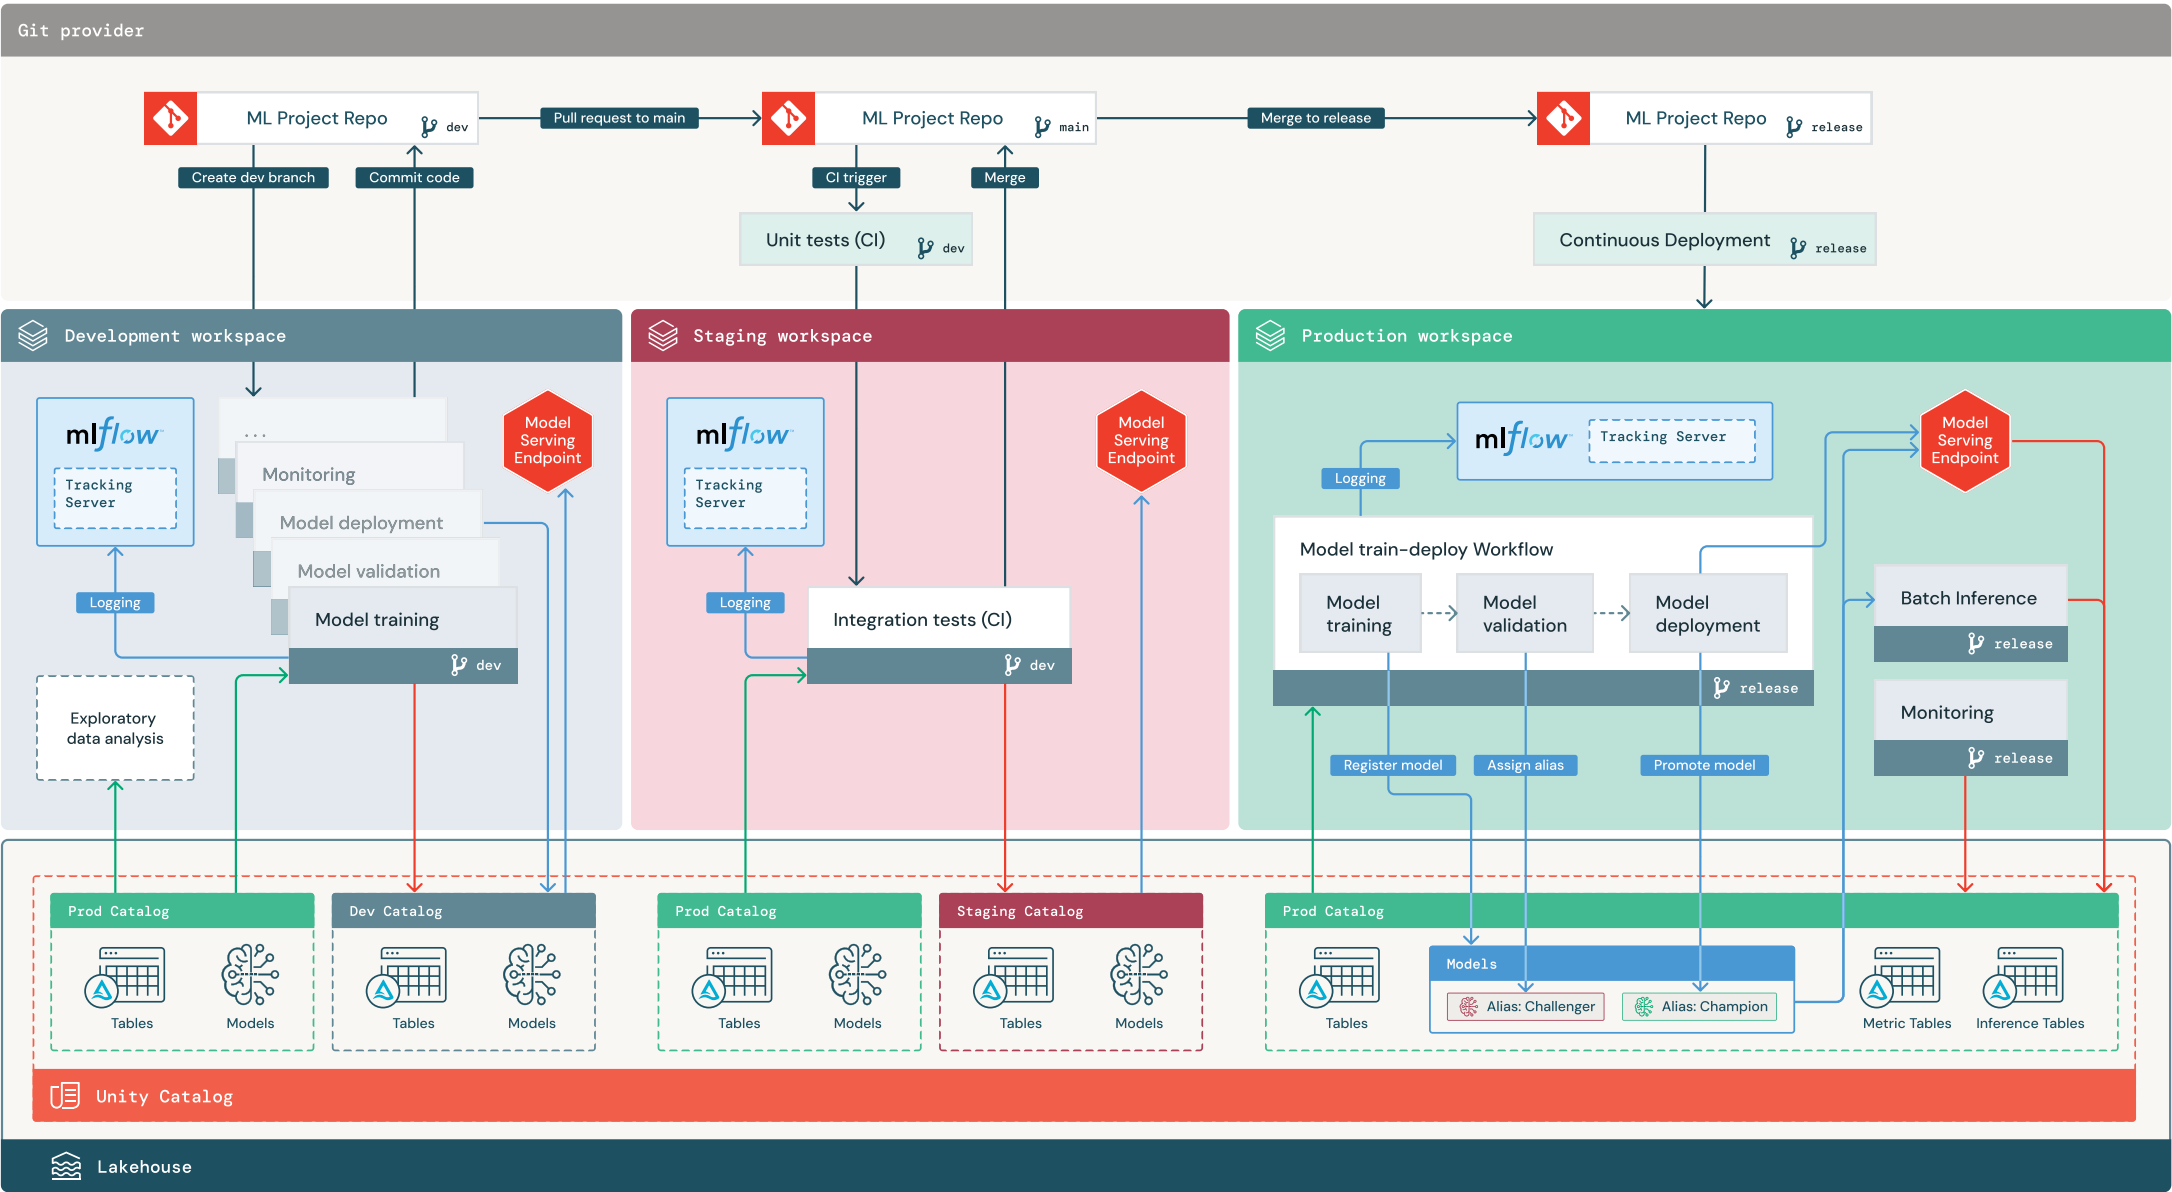 Git provider
ML Project Repo
dev
Pull request to main
ML Project Repo
main
Merge to release
ML Project Repo
release
Create dev branch
Commit code
CI trigger
Merge
Unit tests (CI)
dev
Continuous Deployment
release
Development workspace
Staging workspace
Production workspace
mlflow™
Tracking
Server
Logging
...
Monitoring
Model deployment
Model validation
Model training
dev
Model
Serving
Endpoint
Exploratory
data analysis
mlflow™
Tracking
Server
Logging
Integration tests (CI)
dev
Model
Serving
Endpoint
mlflow™
Tracking Server
Logging
Model
Serving
Endpoint
Model train-deploy Workflow
Model
training
Model
validation
Model
deployment
release
Batch Inference
release
Monitoring
release
Register model
Assign alias
Promote model
Prod Catalog
Tables
Models
Dev Catalog
Tables
Models
Prod Catalog
Tables
Models
Staging Catalog
Tables
Models
Prod Catalog
Tables
Models
Alias: Challenger
Alias: Champion
Metric Tables
Inference Tables
Unity Catalog
Lakehouse